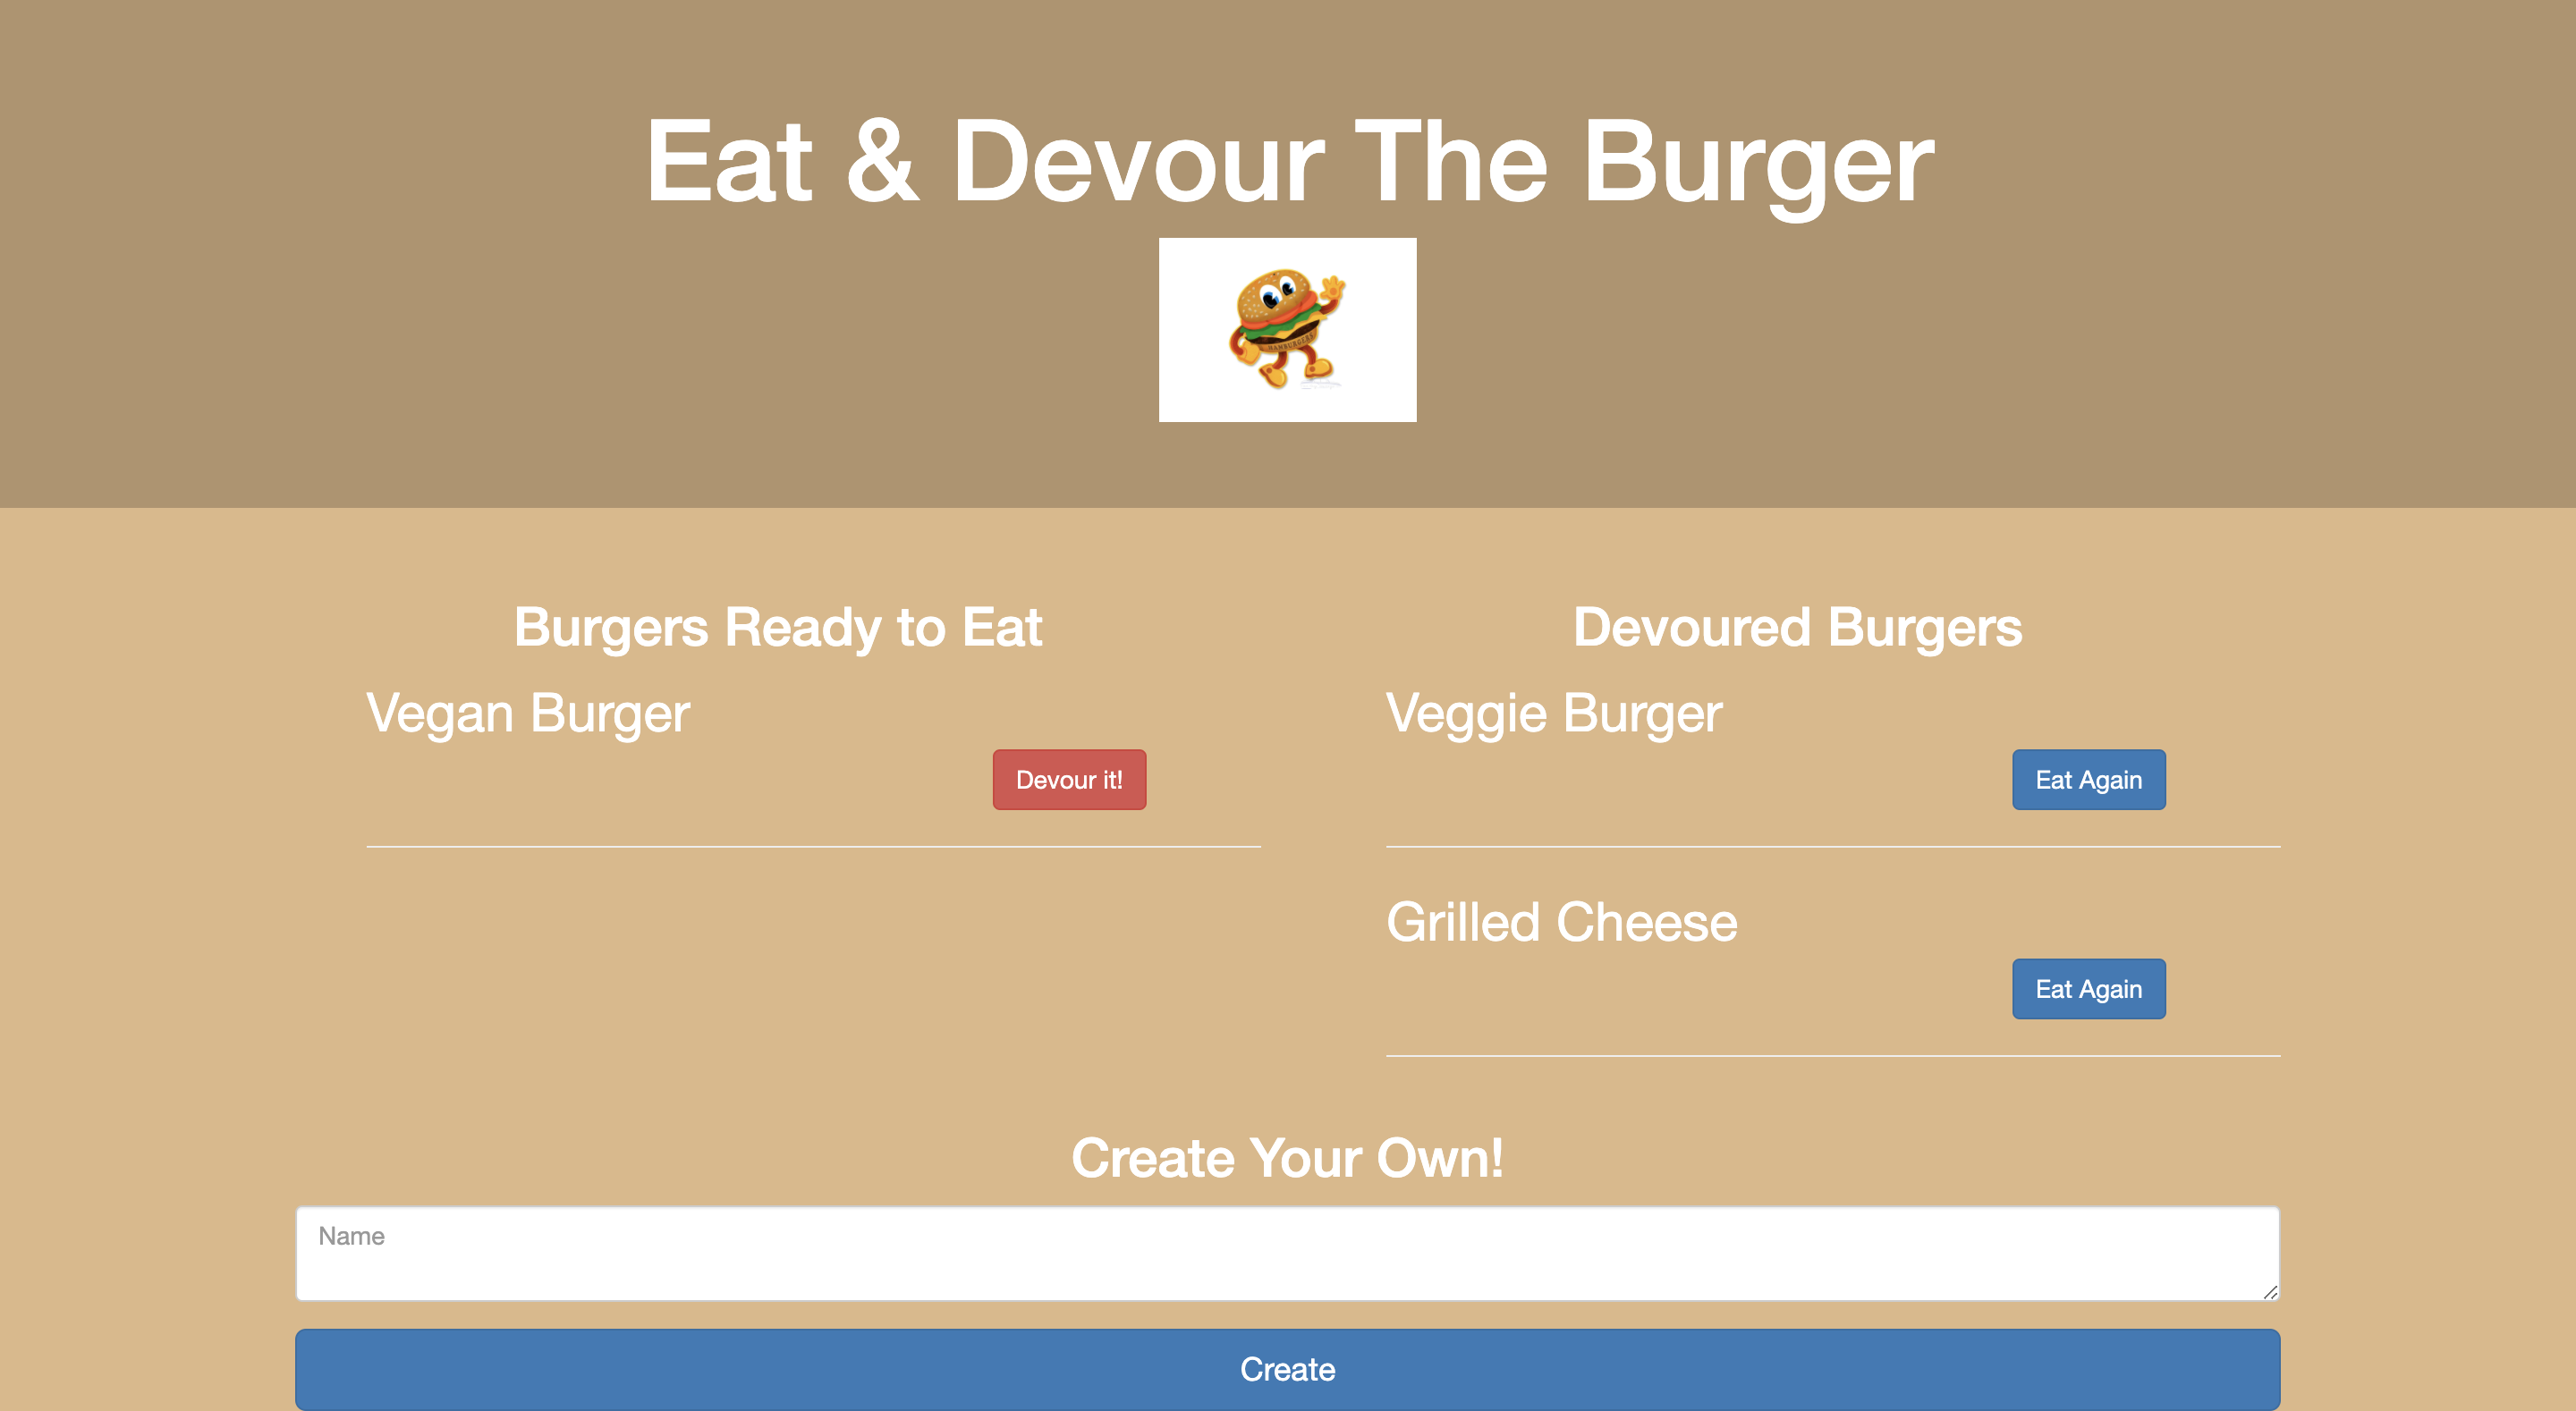 Eat & Devour The Burger
HAMBURGERS
Burgers Ready to Eat
Vegan Burger
Devour it!
Devoured Burgers
Veggie Burger
Eat Again
Grilled Cheese
Eat Again
Create Your Own!
Name
Create